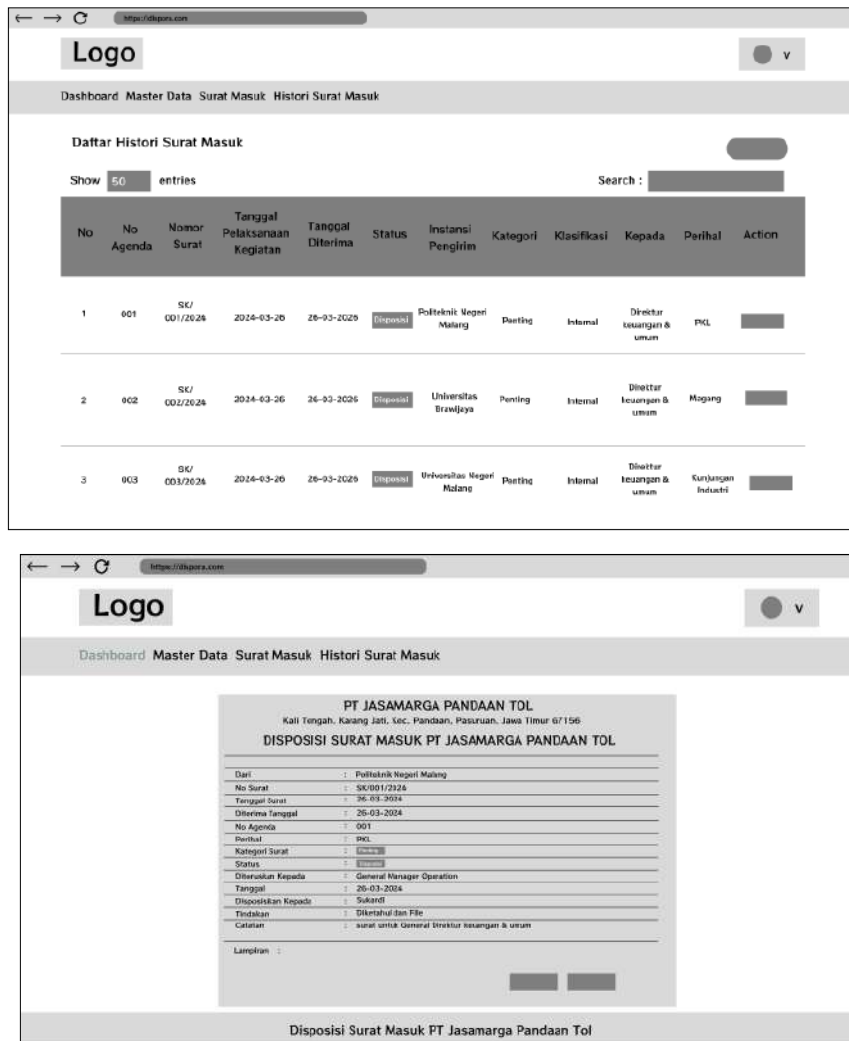 https://dispora.com
Logo
v
Dashboard Master Data Surat Masuk Histori Surat Masuk
Daftar Histori Surat Masuk
Show 50 entries Search :
No No Agenda Nomor Surat Tanggal Pelaksanaan Kegiatan Tanggal Diterima Status Instansi Pengirim Kategori Klasifikasi Kepada Perihal Action
1 001 SK/ 001/2024 2024-03-26 26-03-2026 Disposisi Politeknik Negeri Malang Penting Internal Direktur keuangan & umum PKL
2 002 SK/ 002/2024 2024-03-26 26-03-2026 Disposisi Universitas Brawijaya Penting Internal Direktur keuangan & umum Magang
3 003 SK/ 003/2024 2024-03-26 26-03-2026 Disposisi Universitas Negeri Malang Penting Internal Direktur keuangan & umum Kunjungan Industri
https://dispora.com
Logo
v
Dashboard Master Data Surat Masuk Histori Surat Masuk
PT JASAMARGA PANDAAN TOL
Kali Tengah, Karang Jati, Kec. Pandaan, Pasuruan, Jawa Timur 67156
DISPOSISI SURAT MASUK PT JASAMARGA PANDAAN TOL
Dari : Politeknik Negeri Malang
No Surat : SK/001/2024
Tanggal Surat : 26-03-2024
Diterima Tanggal : 26-03-2024
No Agenda : 001
Perihal : PKL
Kategori Surat : Penting
Status : Disposisi
Diteruskan Kepada : General Manager Operation
Tanggal : 26-03-2024
Disposisikan Kepada : Sukardi
Tindakan : Diketahui dan File
Catatan : surat untuk General Direktur keuangan & umum
Lampiran :
Disposisi Surat Masuk PT Jasamarga Pandaan Tol